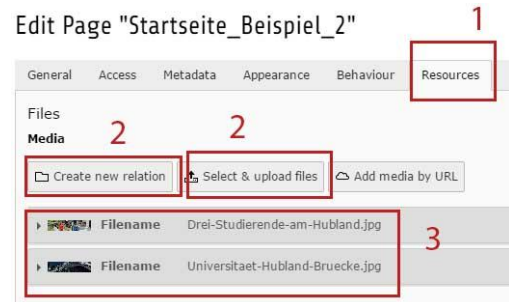 Edit Page "Startseite_Beispiel_2"
1
General Access Metadata Appearance Behaviour Resources
Files
Media
2
2
Create new relation Select & upload files Add media by URL
Filename Drei-Studierende-am-Hubland.jpg
3
Filename Universitaet-Hubland-Bruecke.jpg